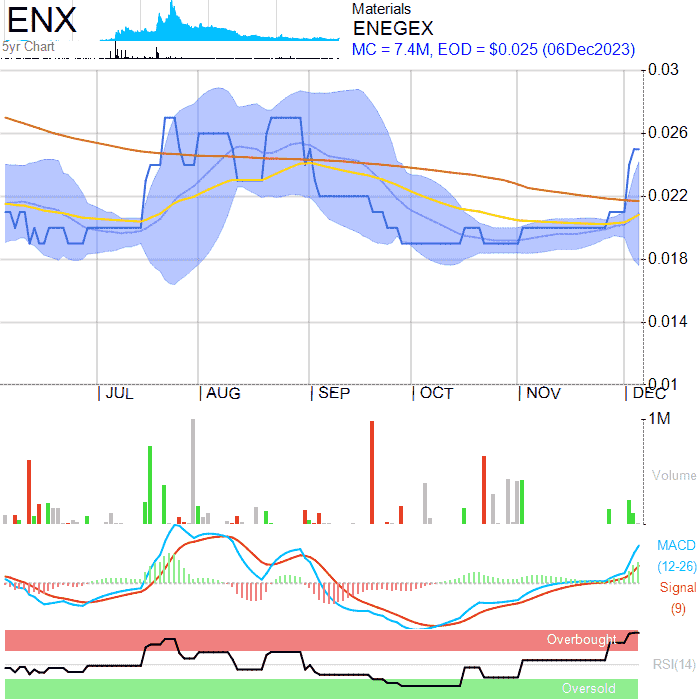 ENX
5yr Chart
Materials
ENEGEX
MC = 7.4M, EOD = $0.025 (06Dec2023)
0.03
0.026
0.022
0.018
0.014
0.01
JUL
AUG
SEP
OCT
NOV
DEC
1M
Volume
MACD
(12-26)
Signal
(9)
Overbought
RSI(14)
Oversold